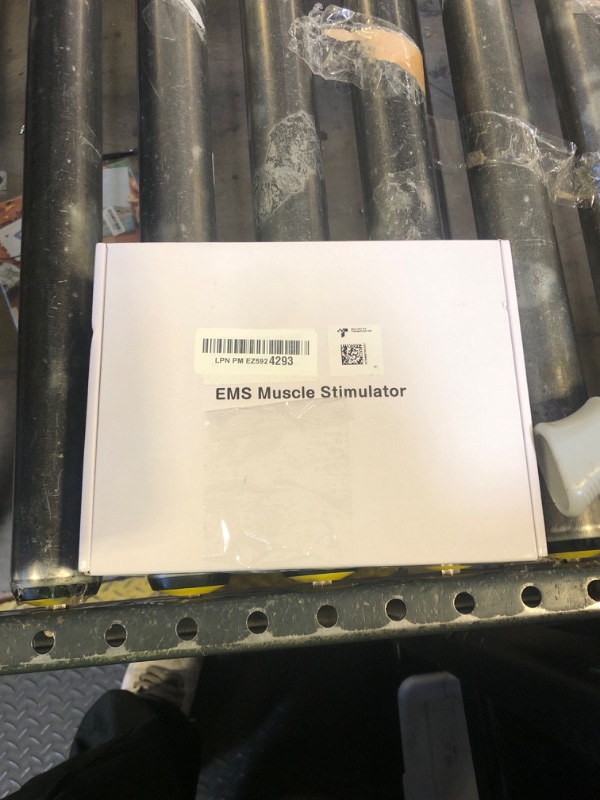 LPN PM EZ5924293
EMS Muscle Stimulator